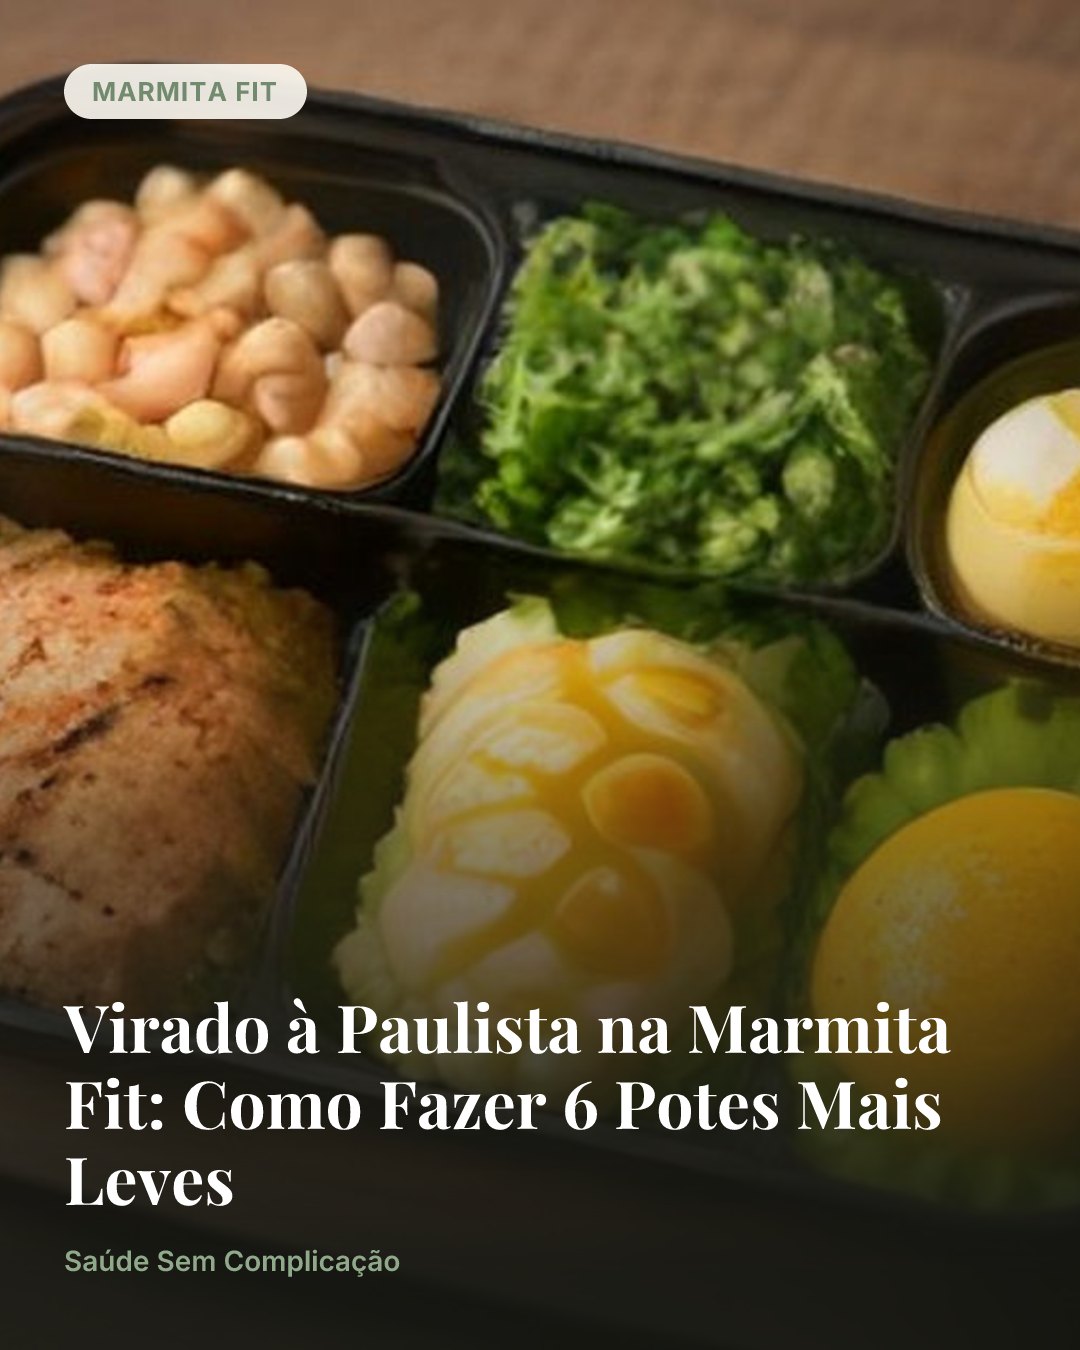 MARMITA FIT
Virado à Paulista na Marmita
Fit: Como Fazer 6 Potes Mais
Leves
Saúde Sem Complicação